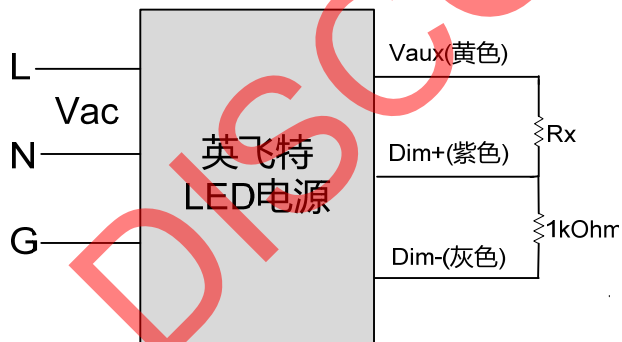 L
Vac
N
G
英飞特
LED电源
Vaux(黄色)
Rx
Dim+(紫色)
1kOhm
Dim-(灰色)
DISC